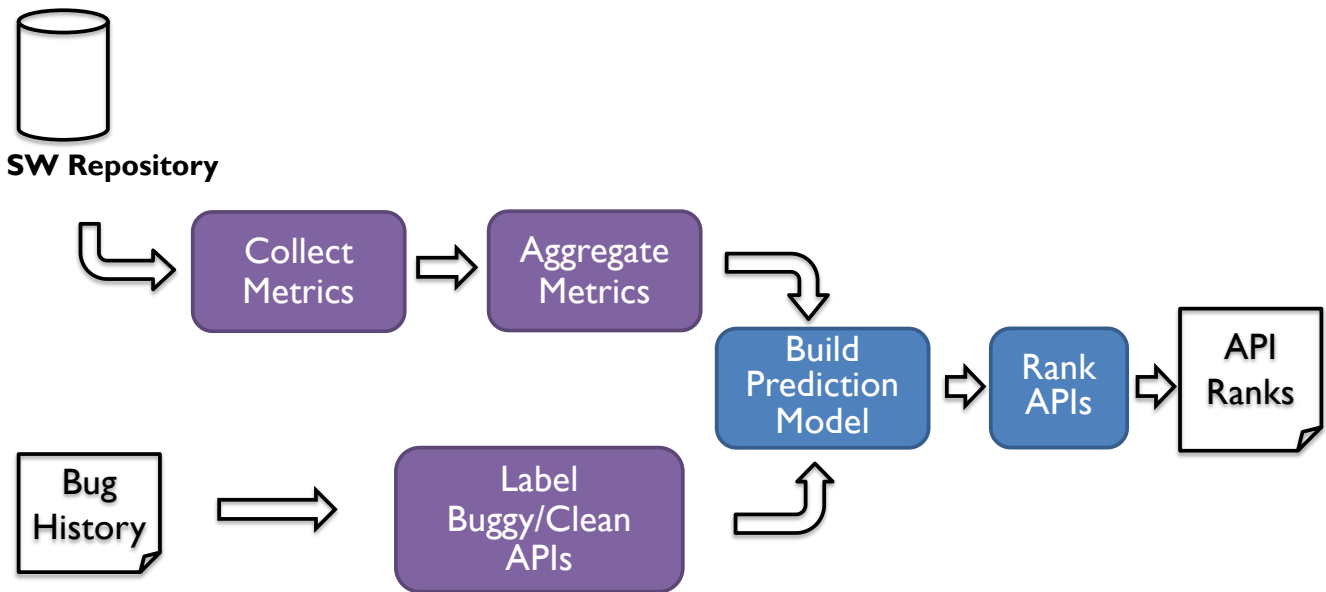 SW Repository
Collect
Metrics
Aggregate
Metrics
Build
Prediction
Model
Rank
APIs
API
Ranks
Bug
History
Label
Buggy/Clean
APIs